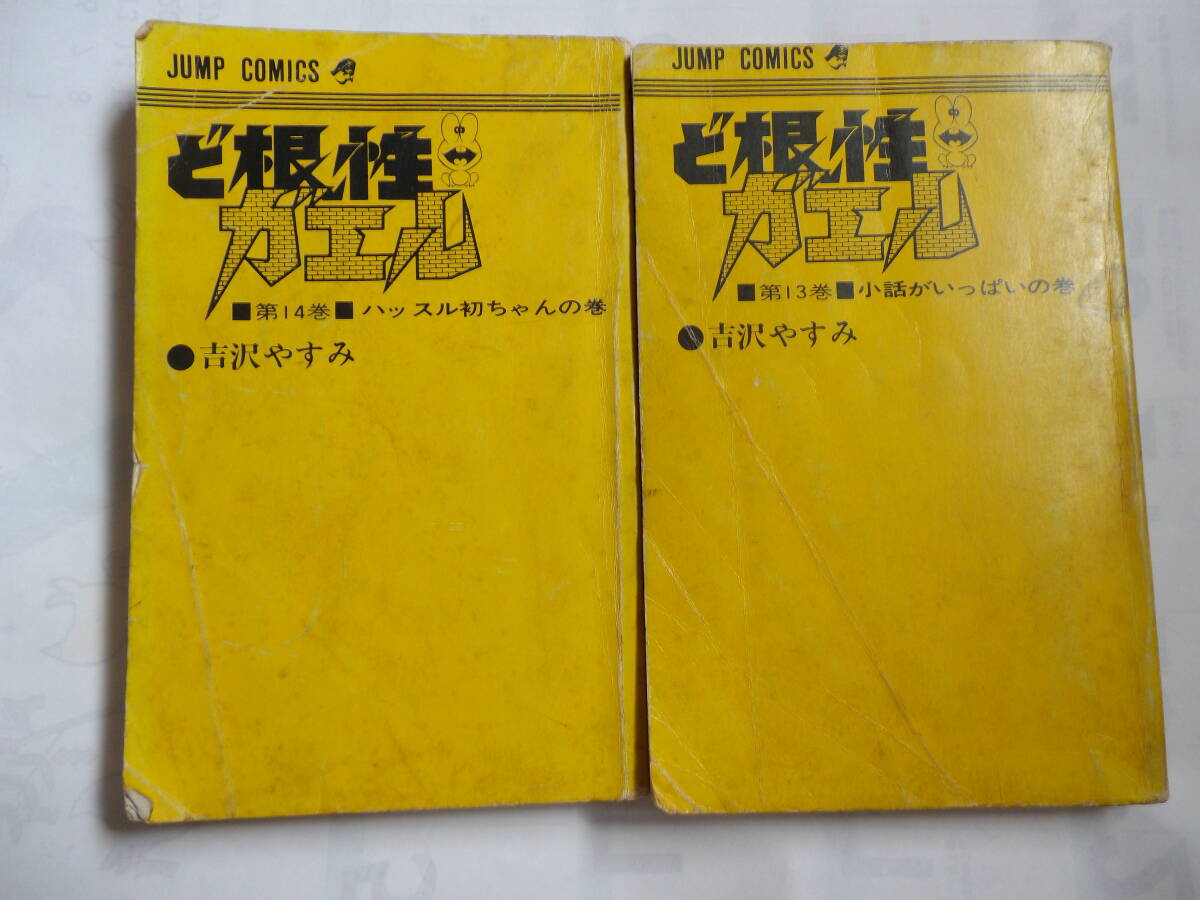 JUMP COMICS
ど根性
ガエル
■第14巻■ ハッスル初ちゃんの巻
●吉沢やすみ
JUMP COMICS
ど根性
ガエル
■第13巻■小話がいっぱいの巻
●吉沢やすみ